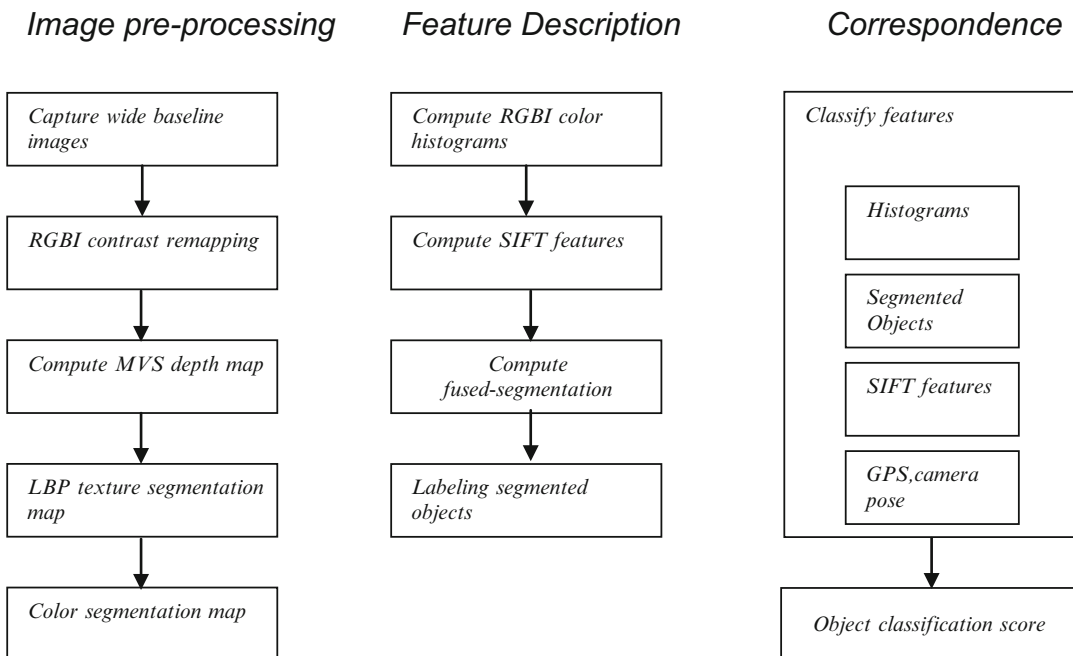 Image pre-processing
Feature Description
Correspondence
Capture wide baseline
images
RGBI contrast remapping
Compute MVS depth map
LBP texture segmentation
map
Color segmentation map
Compute RGBI color
histograms
Compute SIFT features
Compute
fused-segmentation
Labeling segmented
objects
Classify features
Histograms
Segmented
Objects
SIFT features
GPS,camera
pose
Object classification score